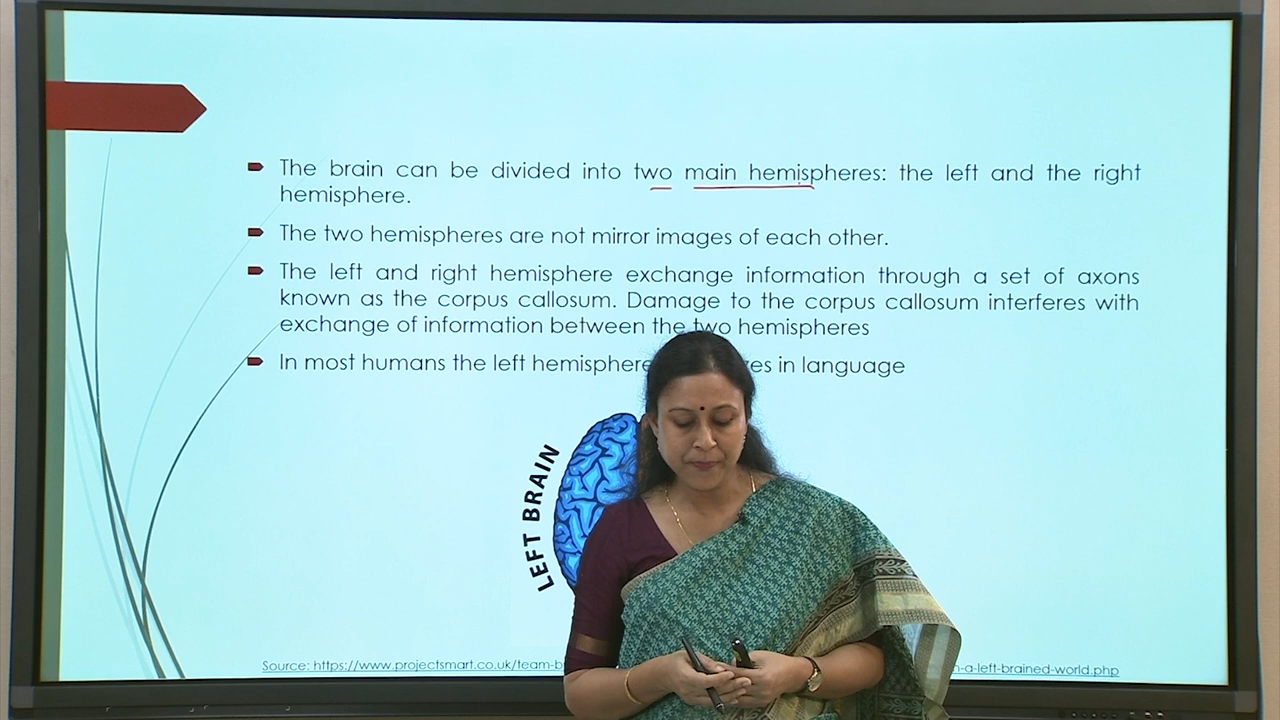 The brain can be divided into two main hemispheres: the left and the right
hemisphere.
The two hemispheres are not mirror images of each other.
The left and right hemisphere exchange information through a set of axons
known as the corpus callosum. Damage to the corpus callosum interferes with
exchange of information between the two hemispheres
In most humans the left hemisphere in language
LEFT BRAIN
Source: https://www.projectsmart.co.uk/team-b n-a-left-brained-world.php